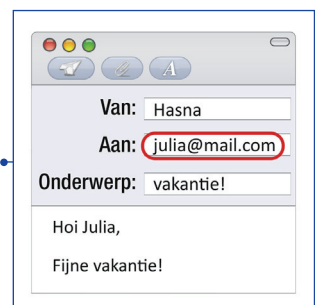 A
Van: Hasna
Aan: julia@mail.com
Onderwerp: vakantie!
Hoi Julia,
Fijne vakantie!